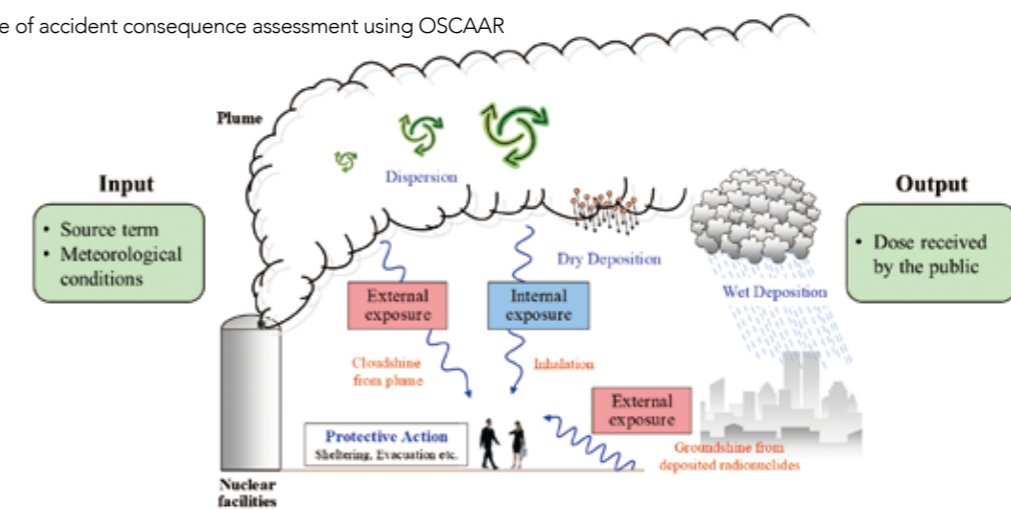 e of accident consequence assessment using OSCAAR
Plume
Dispersion
Input
• Source term
• Meteorological
conditions
Output
• Dose received
by the public
Dry Deposition
Wet Deposition
External
exposure
Internal
exposure
Cloudshine
from plume
Inhalation
External
exposure
Groundshine from
deposited radionuclides
Protective Action
Sheltering, Evacuation etc.
Nuclear
facilities